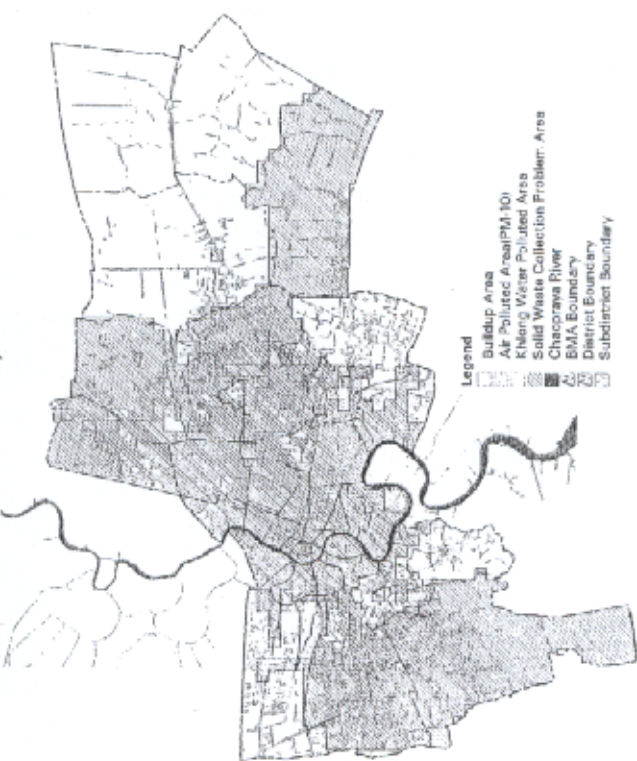 Legend
Buildup Area
Air Polluted Area(PM-10)
Khlong Water Polluted Area
Solid Waste Collection Problem Area
Chaopraya River
BMA Boundary
District Boundary
Subdistrict Boundary